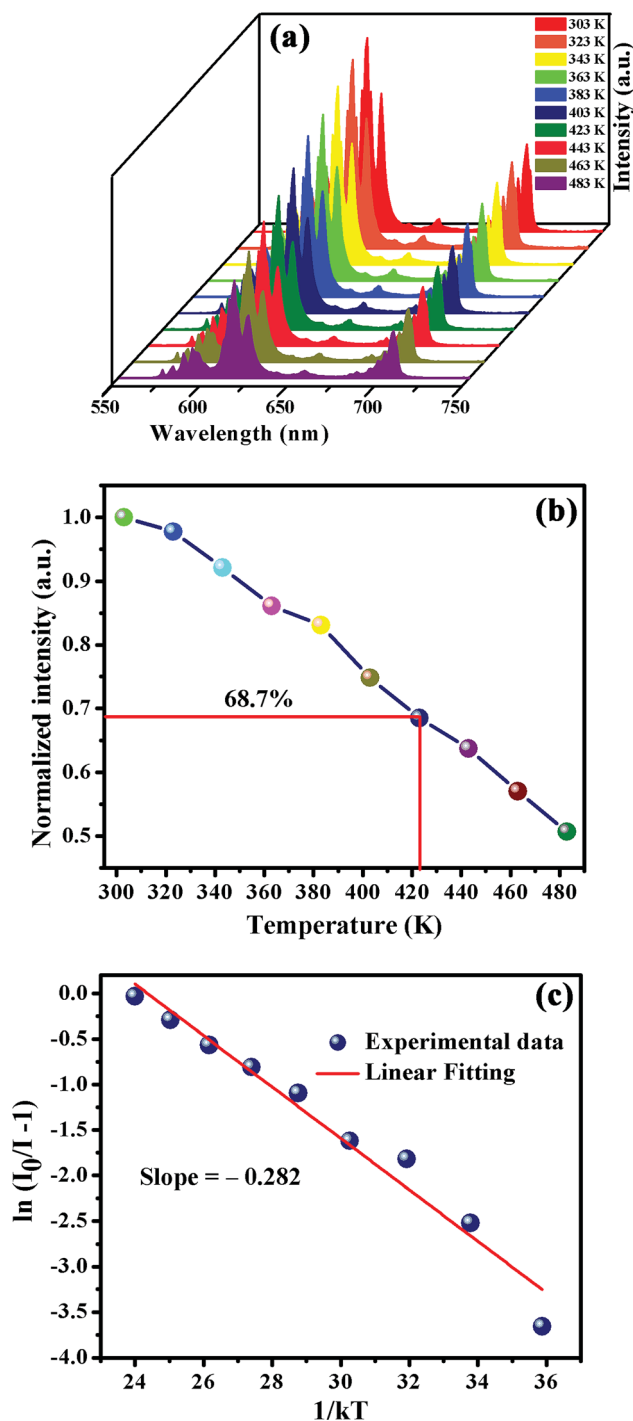 (a)
303 K
323 K
343 K
363 K
383 K
403 K
423 K
443 K
463 K
483 K
Intensity (a.u.)
550
600
650
700
750
Wavelength (nm)
(b)
1.0
0.9
0.8
0.7
0.6
0.5
68.7%
Normalized intensity (a.u.)
300 320 340 360 380 400 420 440 460 480
Temperature (K)
(c)
0.0
-0.5
-1.0
-1.5
-2.0
-2.5
-3.0
-3.5
-4.0
Experimental data
Linear Fitting
Slope = – 0.282
ln (I0/I -1)
24 26 28 30 32 34 36
1/kT